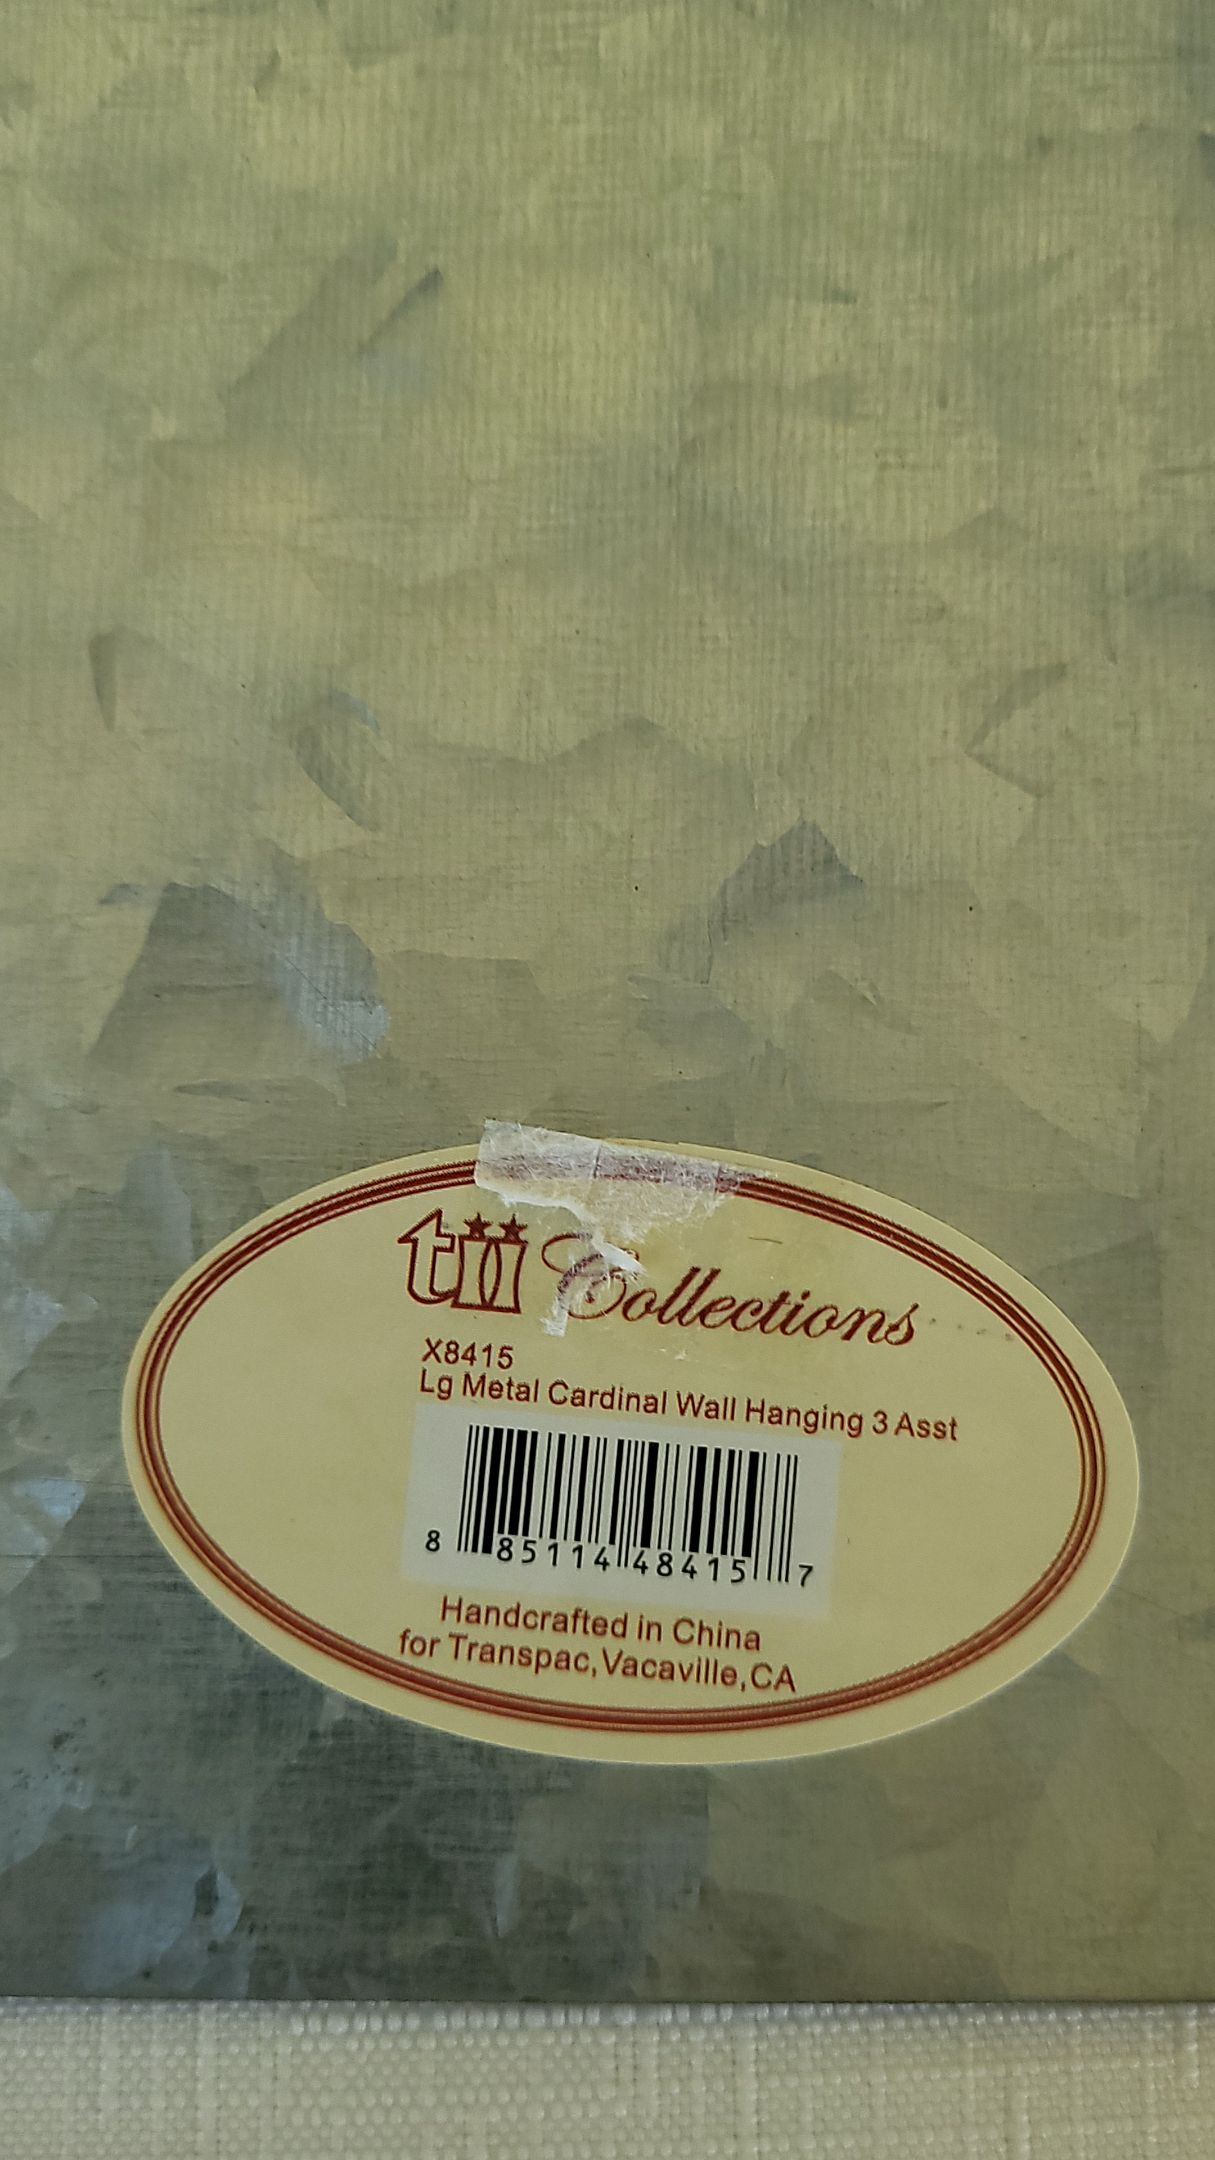 tii Collections
X8415
Lg Metal Cardinal Wall Hanging 3 Asst
8 85114 48415 7
Handcrafted in China
for Transpac, Vacaville, CA